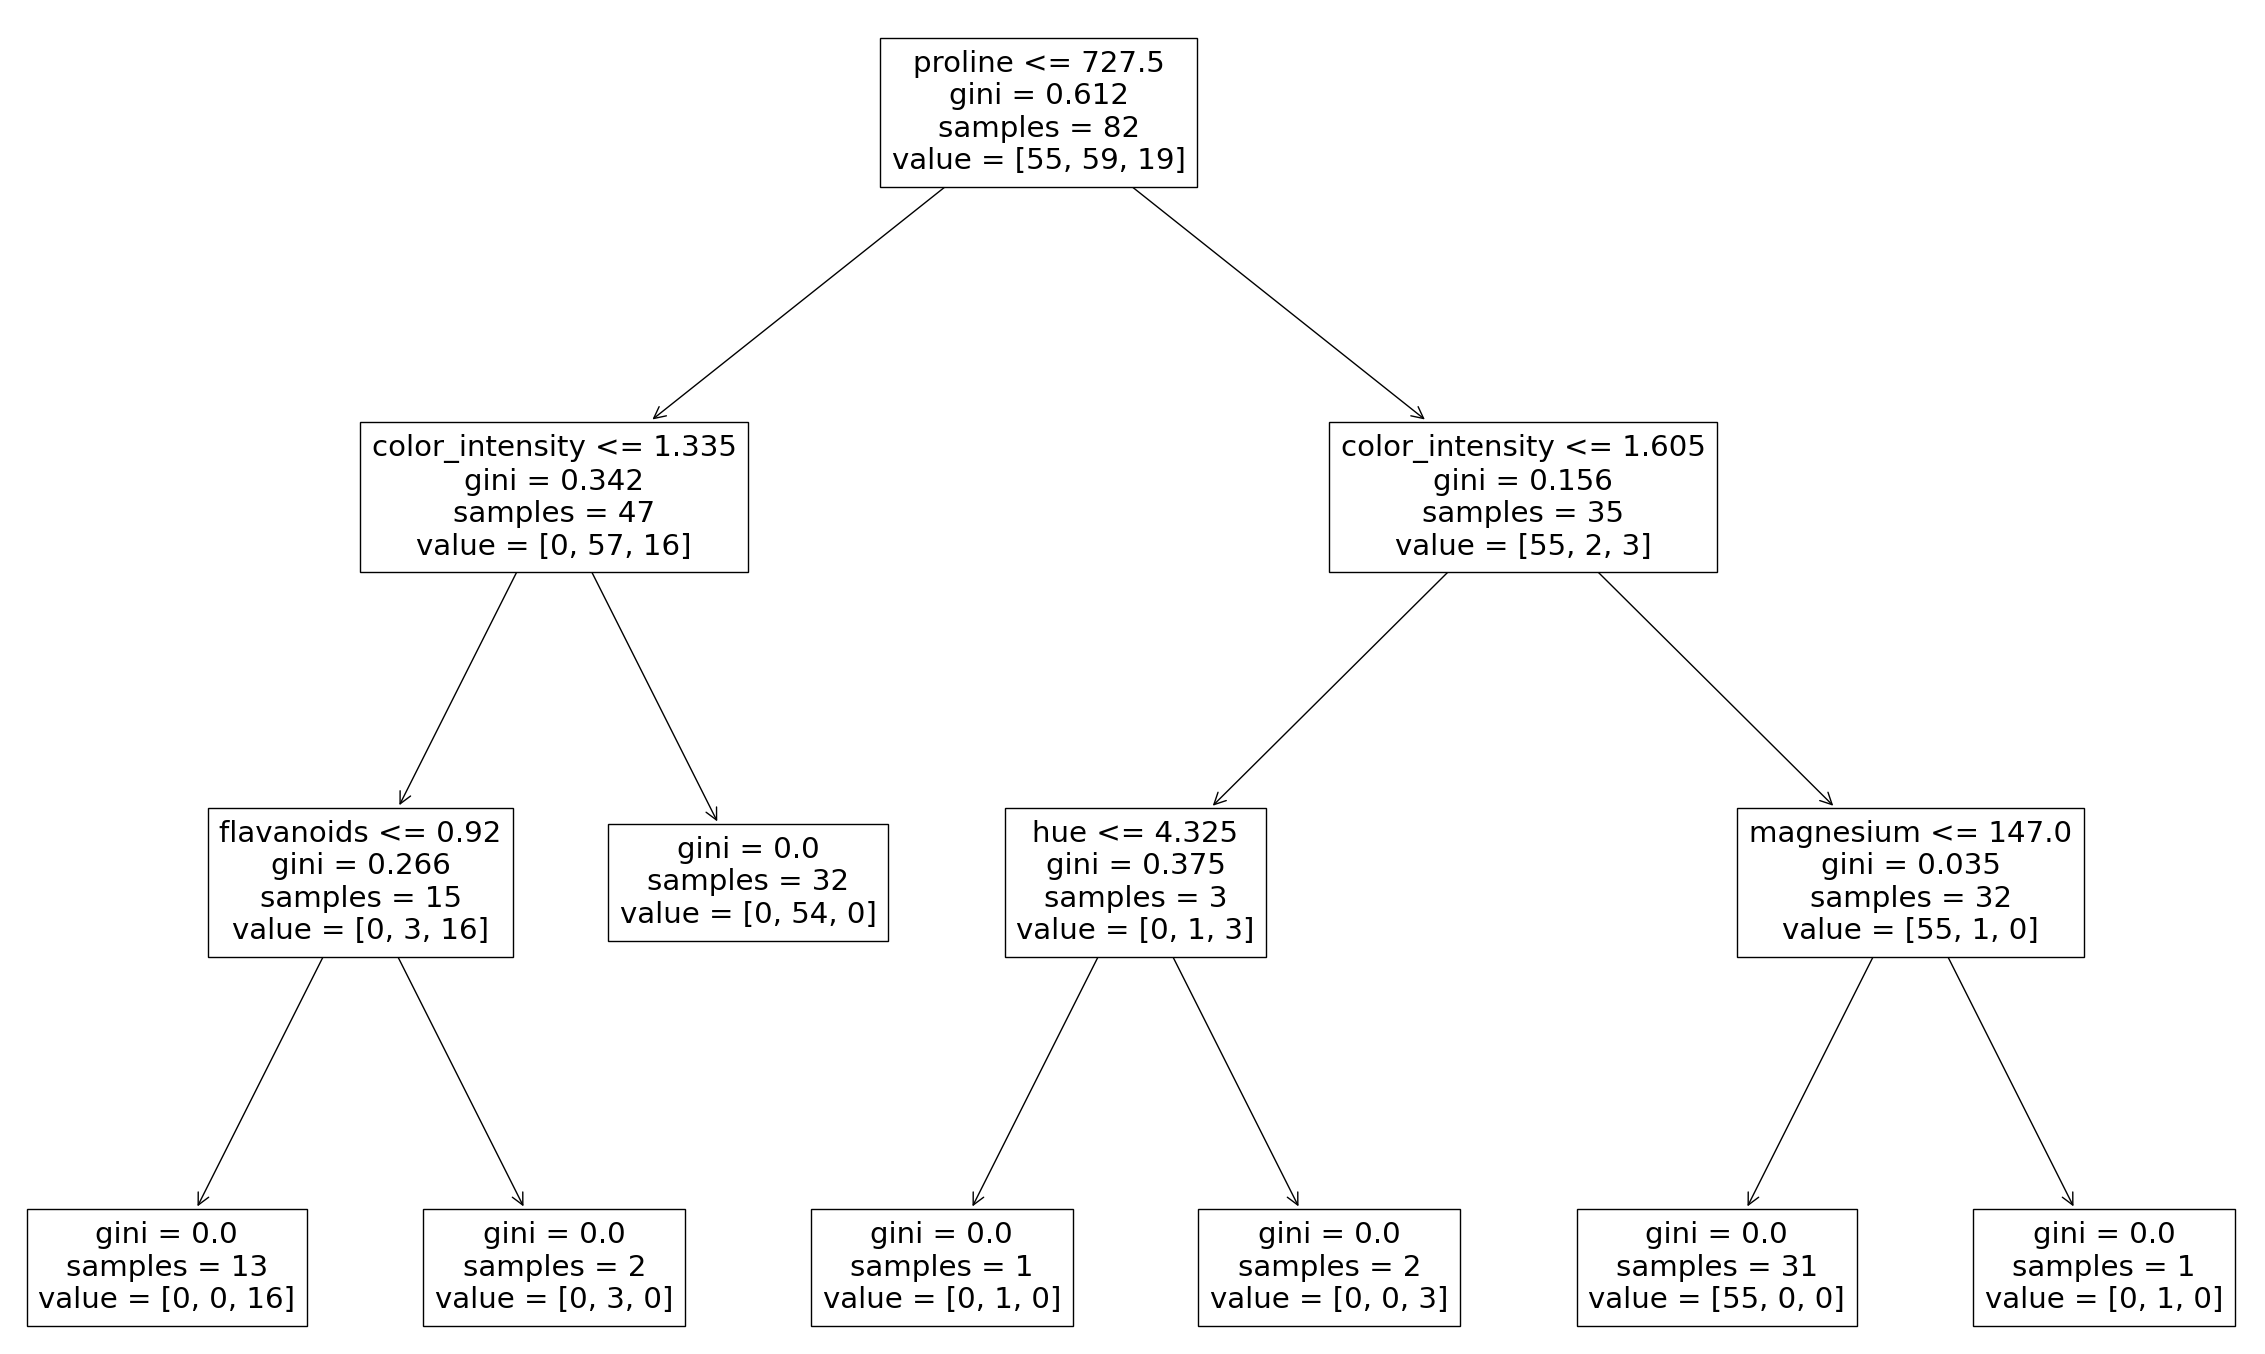 proline <= 727.5
gini = 0.612
samples = 82
value = [55, 59, 19]
color_intensity <= 1.335
gini = 0.342
samples = 47
value = [0, 57, 16]
color_intensity <= 1.605
gini = 0.156
samples = 35
value = [55, 2, 3]
flavanoids <= 0.92
gini = 0.266
samples = 15
value = [0, 3, 16]
gini = 0.0
samples = 32
value = [0, 54, 0]
hue <= 4.325
gini = 0.375
samples = 3
value = [0, 1, 3]
magnesium <= 147.0
gini = 0.035
samples = 32
value = [55, 1, 0]
gini = 0.0
samples = 13
value = [0, 0, 16]
gini = 0.0
samples = 2
value = [0, 3, 0]
gini = 0.0
samples = 1
value = [0, 1, 0]
gini = 0.0
samples = 2
value = [0, 0, 3]
gini = 0.0
samples = 31
value = [55, 0, 0]
gini = 0.0
samples = 1
value = [0, 1, 0]